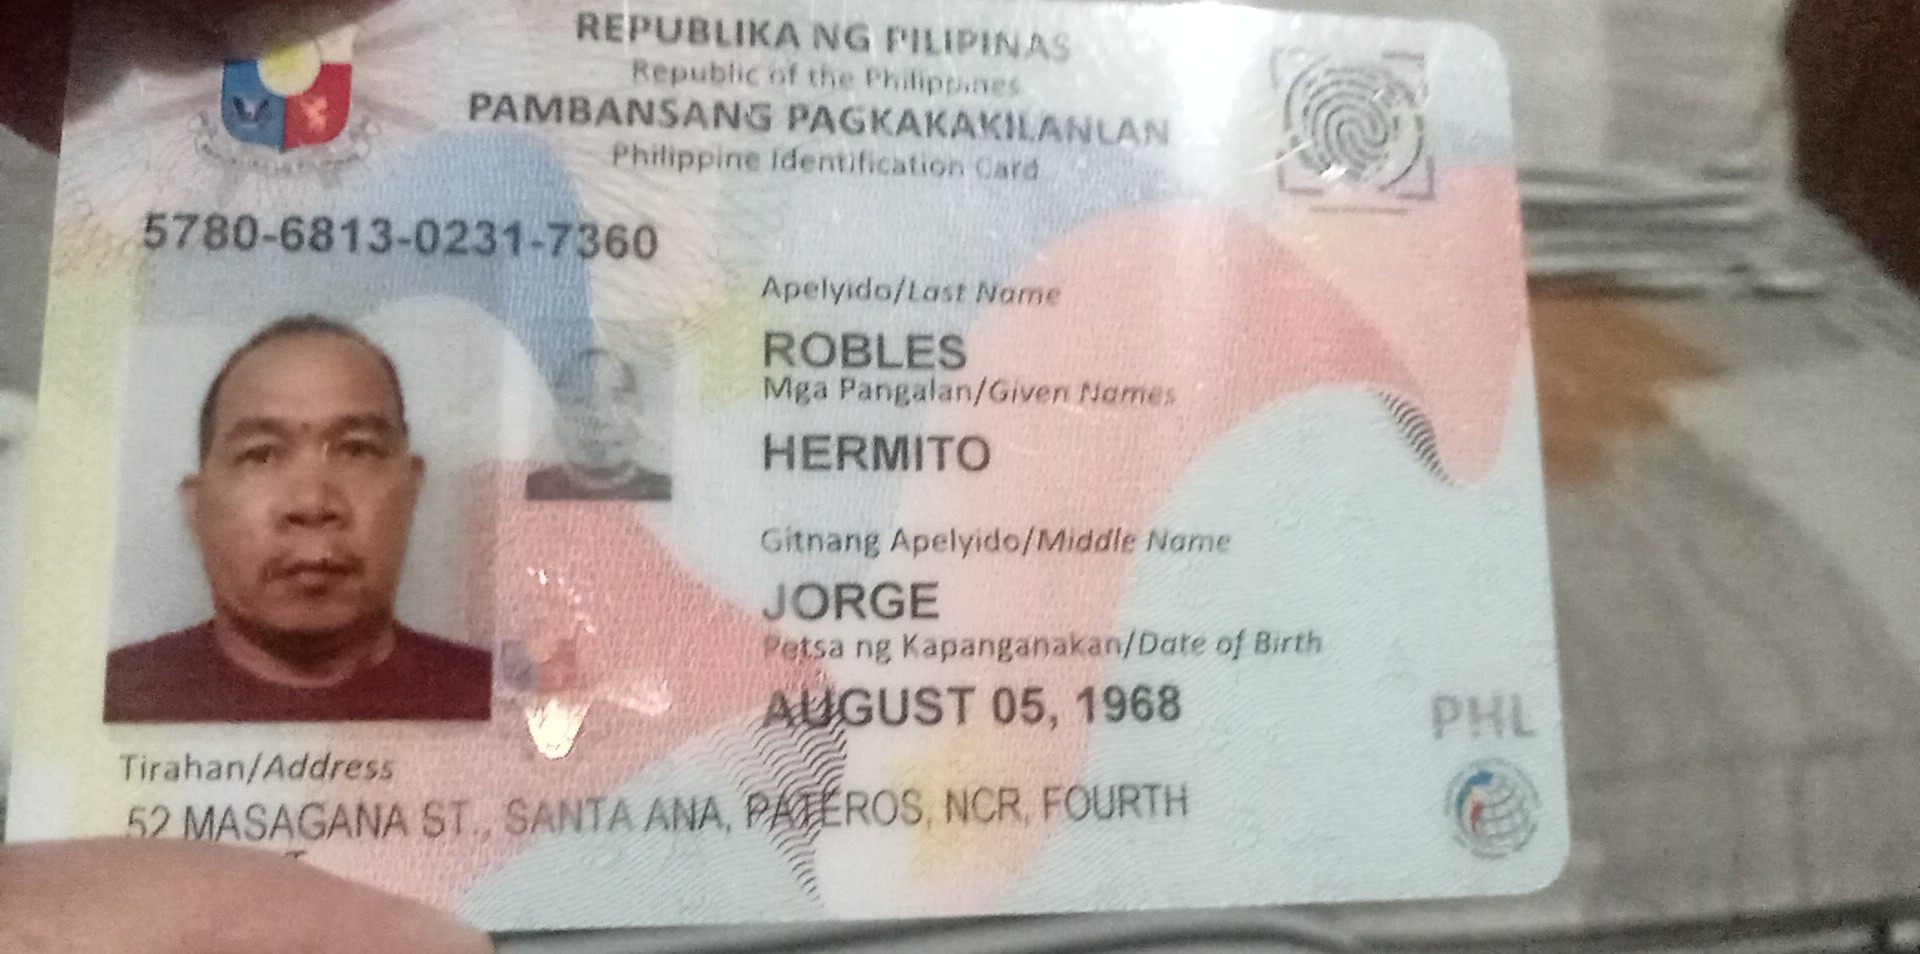 REPUBLIKA NG PILIPINAS
Republic of the Philippines
PAMBANSANG PAGKAKAKILANLAN
Philippine Identification Card
5780-6813-0231-7360
Apelyido/Last Name
ROBLES
Mga Pangalan/Given Names
HERMITO
Gitnang Apelyido/Middle Name
JORGE
Petsa ng Kapanganakan/Date of Birth
AUGUST 05, 1968
PHL
Tirahan/Address
52 MASAGANA ST., SANTA ANA, PATEROS, NCR, FOURTH